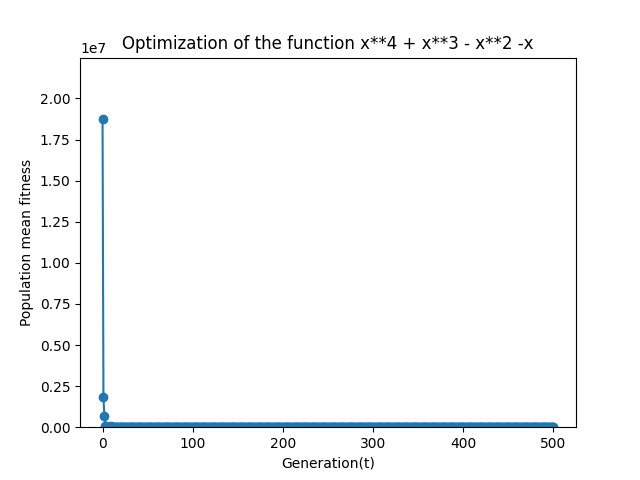 Optimization of the function x**4 + x**3 - x**2 -x
1e7
2.00
1.75
1.50
1.25
1.00
0.75
0.50
0.25
0.00
Population mean fitness
0 100 200 300 400 500
Generation(t)